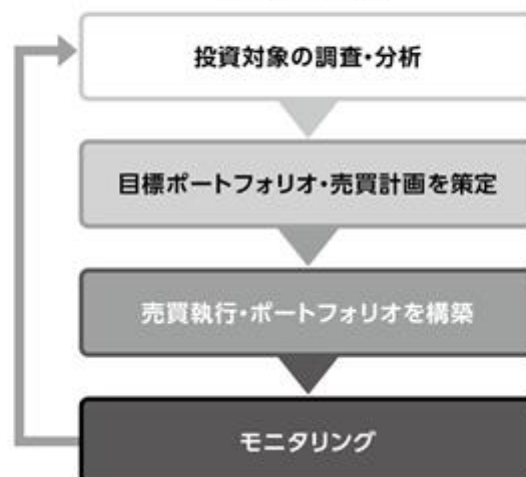 投資対象の調査・分析
目標ポートフォリオ・売買計画を策定
売買執行・ポートフォリオを構築
モニタリング